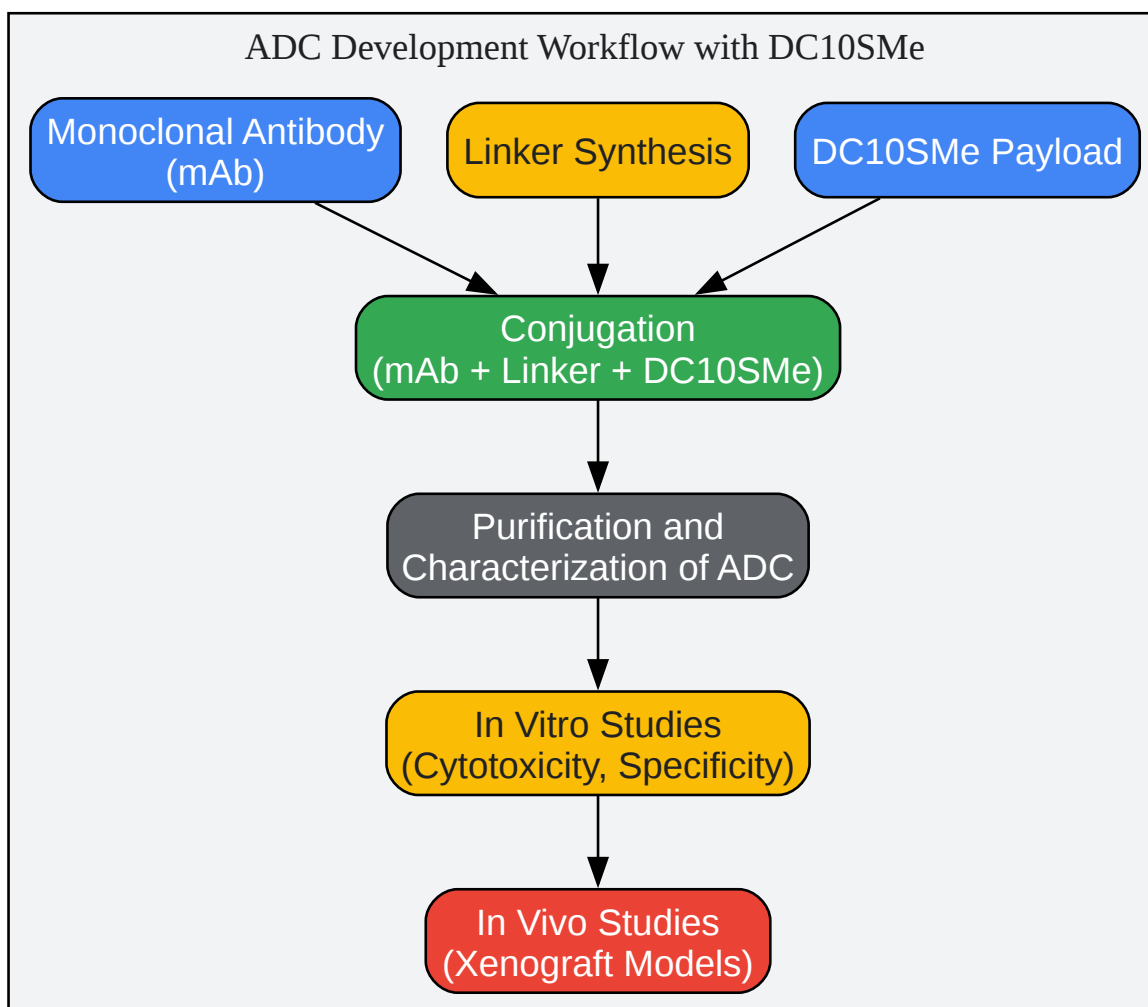 ADC Development Workflow with DC10SMe
Monoclonal Antibody
(mAb)
Linker Synthesis
DC10SMe Payload
Conjugation
(mAb + Linker + DC10SMe)
Purification and
Characterization of ADC
In Vitro Studies
(Cytotoxicity, Specificity)
In Vivo Studies
(Xenograft Models)